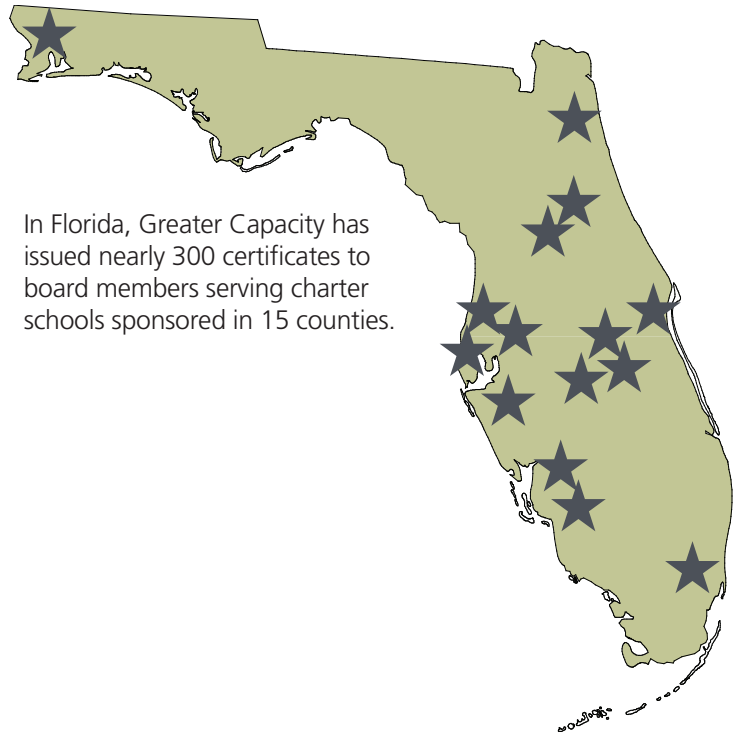 In Florida, Greater Capacity has
issued nearly 300 certificates to
board members serving charter
schools sponsored in 15 counties.